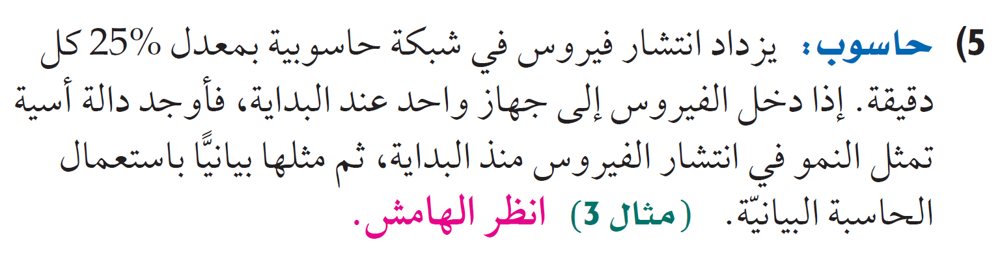 5) حاسوب: يزداد انتشار فيروس في شبكة حاسوبية بمعدل 25% كل
دقيقة. إذا دخل الفيروس إلى جهاز واحد عند البداية، فأوجد دالة أسية
تمثل النمو في انتشار الفيروس منذ البداية، ثم مثلها بيانيًّا باستعمال
الحاسبة البيانيّة. (مثال 3) انظر الهامش.